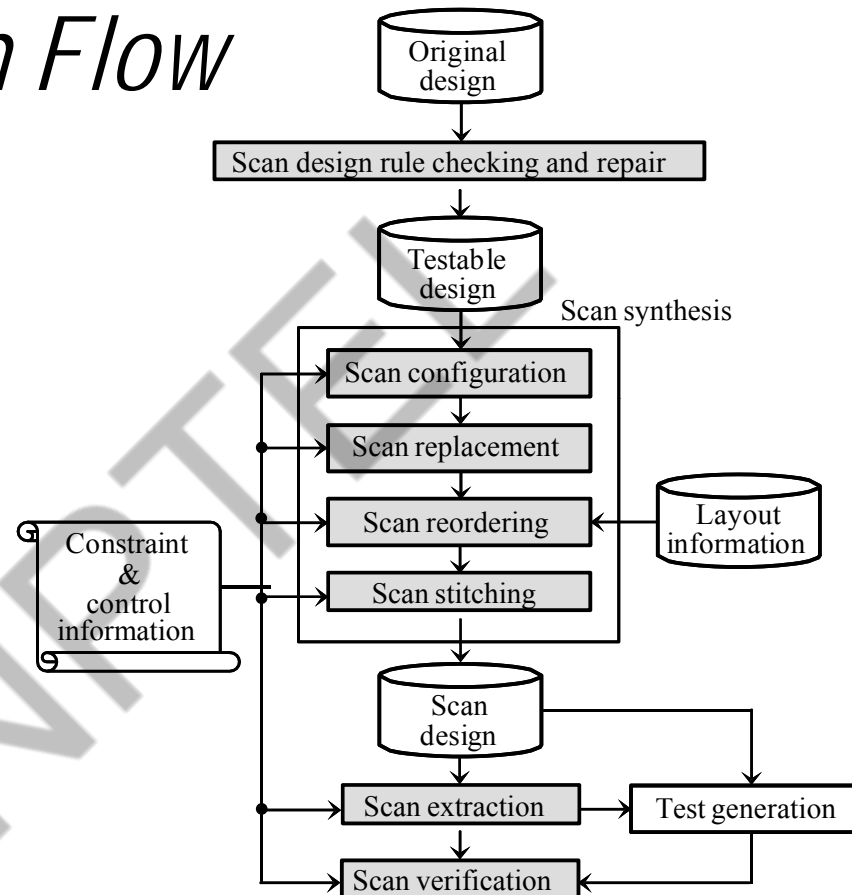 n Flow
Original
design
Scan design rule checking and repair
Testable
design
Scan synthesis
Scan configuration
Scan replacement
Scan reordering
Layout
information
Constraint
&
control
information
Scan stitching
Scan
design
Scan extraction
Test generation
Scan verification
NPTEL